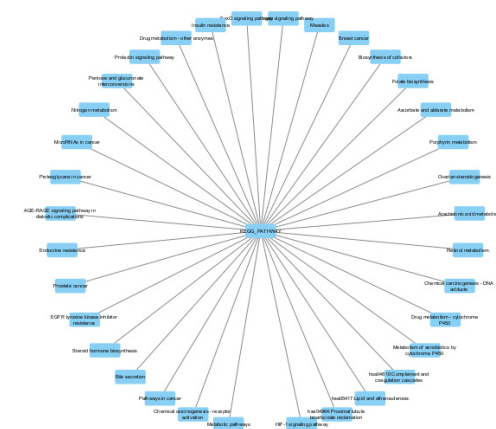 FoxO signaling pathway
signaling pathway
Insulin resistance
Measles
Drug metabolism - other enzymes
Breast cancer
Prolactin signaling pathway
Biosynthesis of cofactors
Pentose and glucuronate
interconversions
Folate biosynthesis
Nitrogen metabolism
Ascorbate and aldarate metabolism
MicroRNAs in cancer
Porphyrin metabolism
Proteoglycans in cancer
Ovarian steroidogenesis
AGE-RAGE signaling pathway in
diabetic complications
Arachidonic acid metabolism
KEGG_PATHWAY
Endocrine resistance
Retinol metabolism
Prostate cancer
Chemical carcinogenesis - DNA
adducts
EGFR tyrosine kinase inhibitor
resistance
Drug metabolism - cytochrome
P450
Steroid hormone biosynthesis
Metabolism of xenobiotics by
cytochrome P450
Bile secretion
Complement and
coagulation cascades
Pathways in cancer
Lipid and atherosclerosis
Chemical carcinogenesis - receptor
activation
Proximal tubule
bicarbonate reclamation
Metabolic pathways
HIF-1 signaling pathway